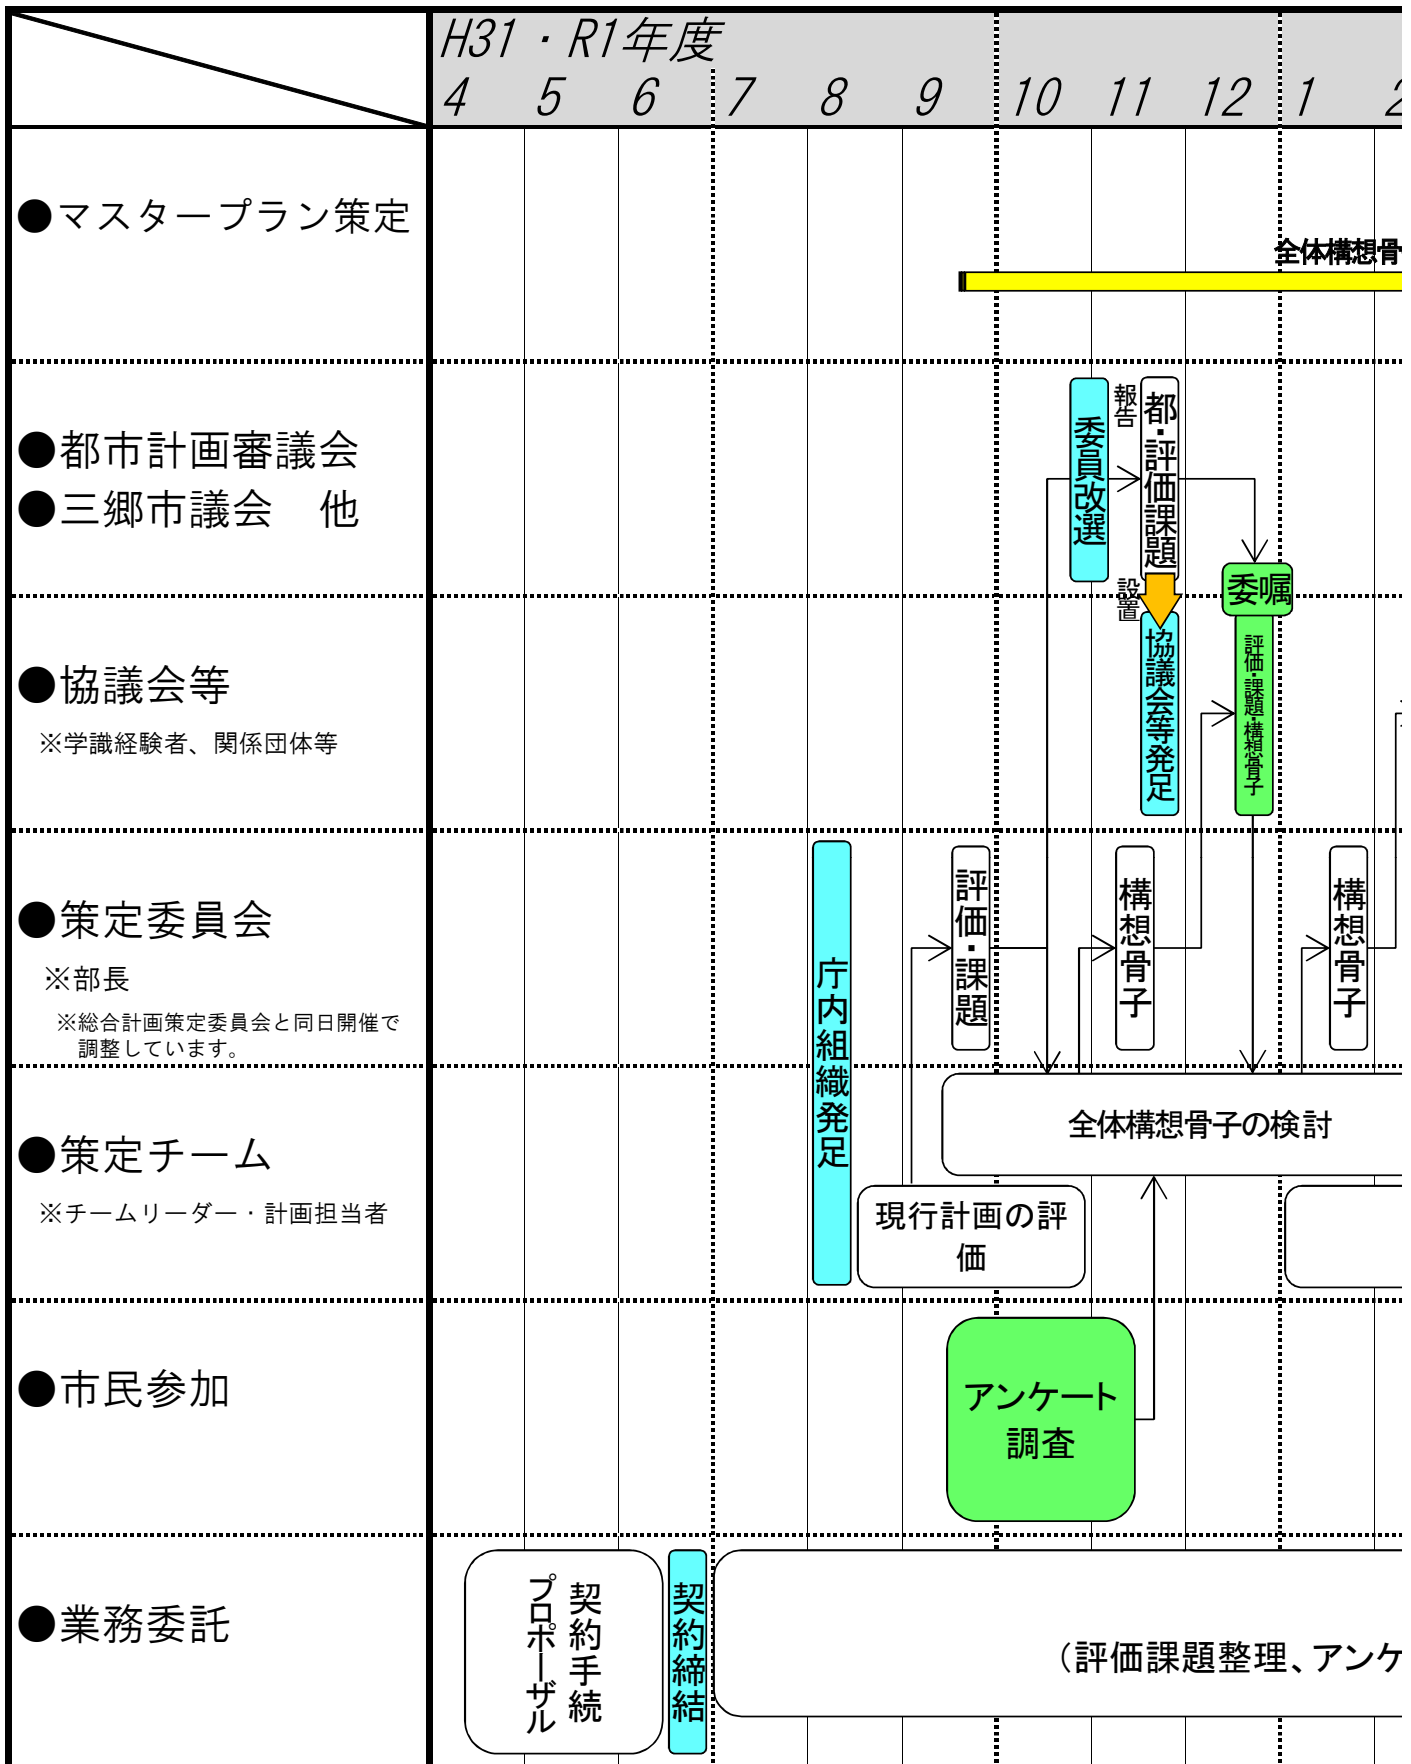 H31・R1年度
4 5 6 7 8 9 10 11 12 1 2
●マスタープラン策定
全体構想骨
●都市計画審議会
●三郷市議会　他
委員改選
報告
都・評価課題
設置
委嘱
●協議会等
※学識経験者、関係団体等
協議会等発足
評価・課題・構想骨子
●策定委員会
※部長
※総合計画策定委員会と同日開催で
調整しています。
庁内組織発足
評価・課題
構想骨子
構想骨子
●策定チーム
※チームリーダー・計画担当者
全体構想骨子の検討
現行計画の評
価
●市民参加
アンケート
調査
●業務委託
契約手続
プロポーザル
契約締結
（評価課題整理、アンケ